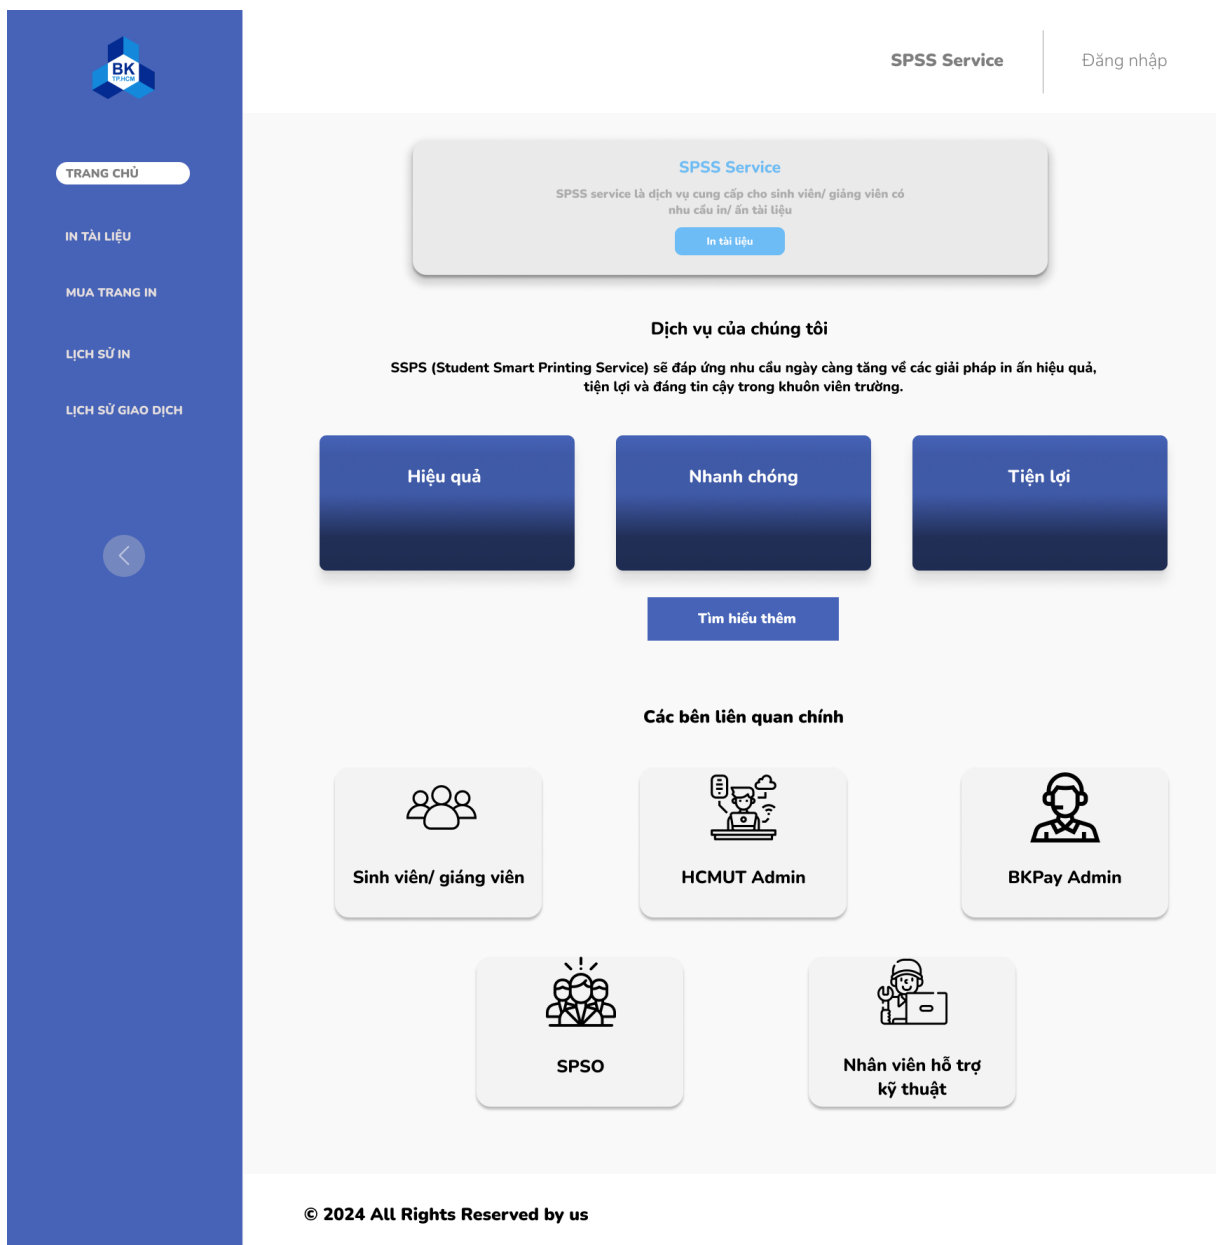 BK
TP.HCM
SPSS Service
Đăng nhập
TRANG CHỦ
IN TÀI LIỆU
MUA TRANG IN
LỊCH SỬ IN
LỊCH SỬ GIAO DỊCH
SPSS Service
SPSS service là dịch vụ cung cấp cho sinh viên/ giảng viên có
nhu cầu in/ ấn tài liệu
In tài liệu
Dịch vụ của chúng tôi
SSPS (Student Smart Printing Service) sẽ đáp ứng nhu cầu ngày càng tăng về các giải pháp in ấn hiệu quả,
tiện lợi và đáng tin cậy trong khuôn viên trường.
Hiệu quả
Nhanh chóng
Tiện lợi
Tìm hiểu thêm
Các bên liên quan chính
Sinh viên/ giáng viên
HCMUT Admin
BKPay Admin
SPSO
Nhân viên hỗ trợ
kỹ thuật
© 2024 All Rights Reserved by us